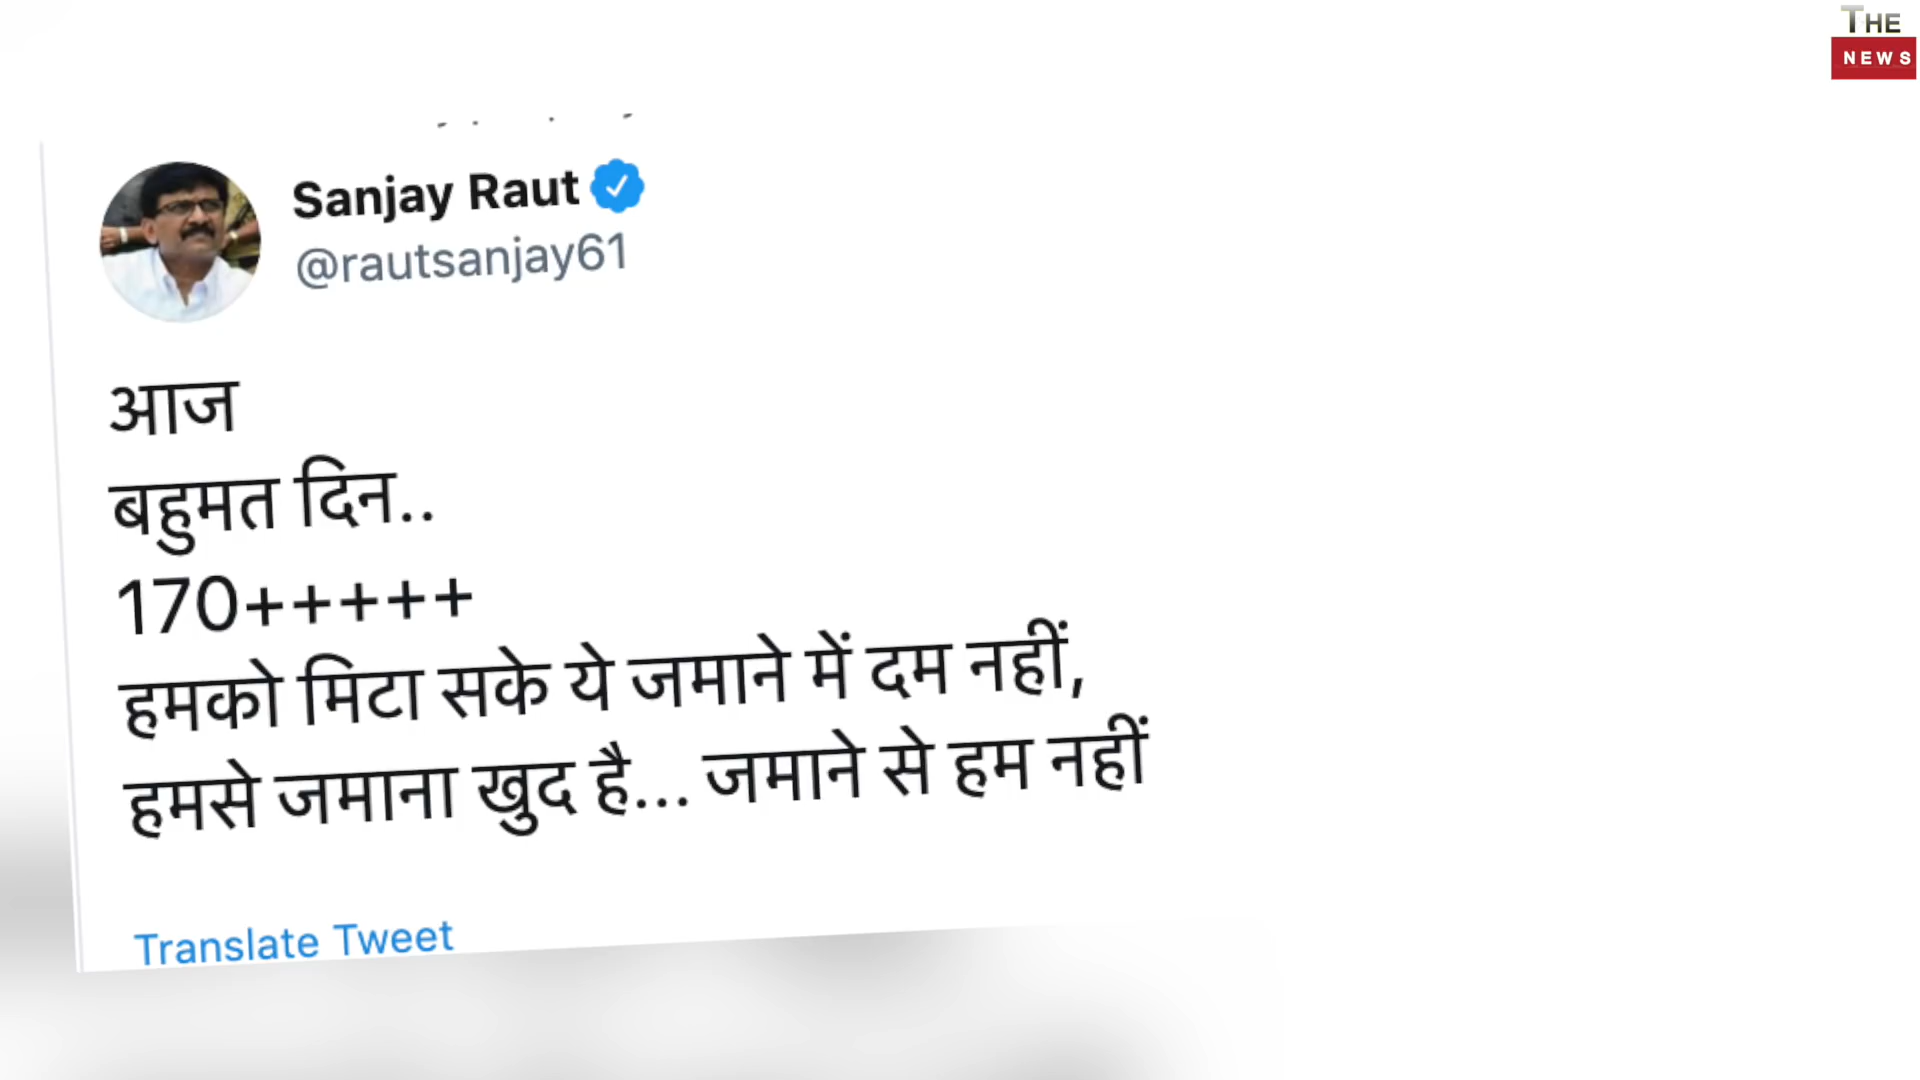 THE
NEWS
Sanjay Raut
@rautsanjay61
आज
बहुमत दिन..
170+++++
हमको मिटा सके ये जमाने में दम नहीं,
हमसे जमाना खुद है... जमाने से हम नहीं
Translate Tweet